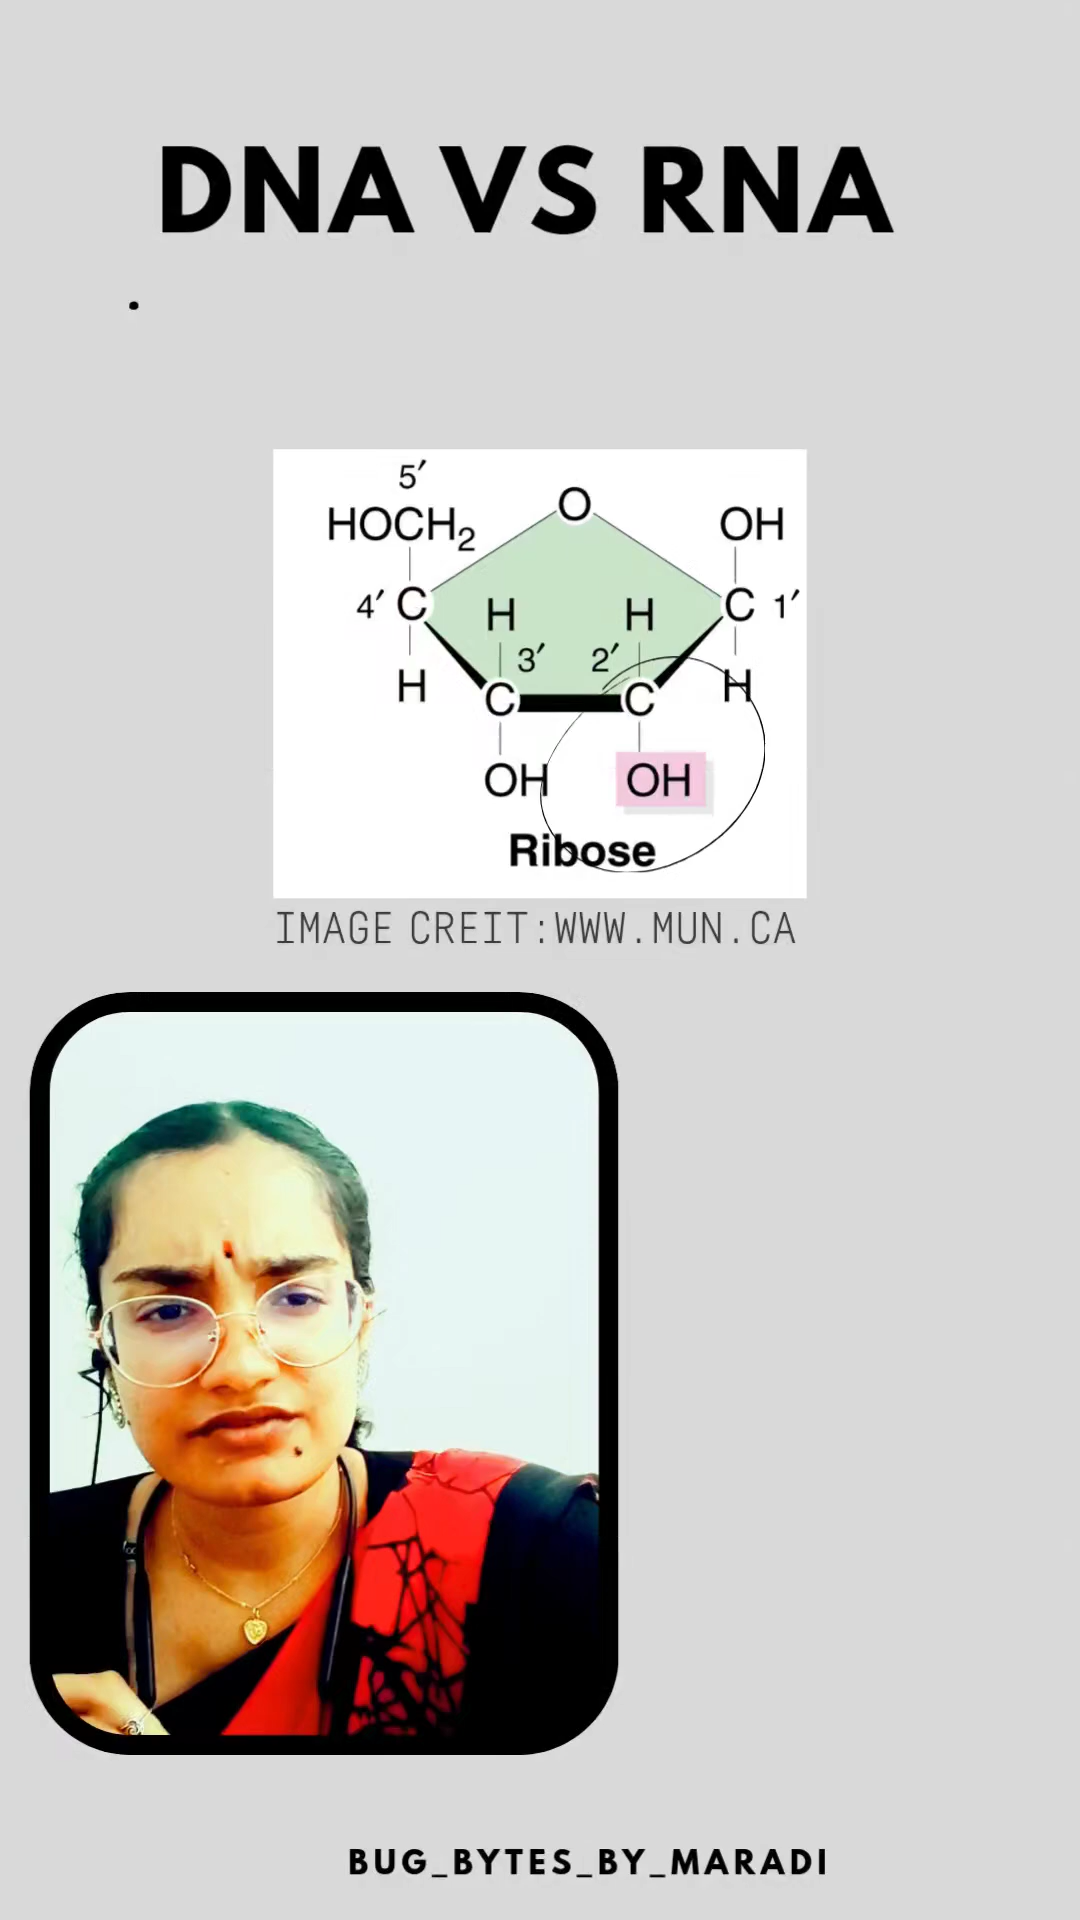 DNA VS RNA
.
5′
HOCH₂ O OH
4′ C H H C 1′
3′ 2′
H C C H
OH OH
Ribose
IMAGE CREIT:WWW.MUN.CA
BUG_BYTES_BY_MARADI